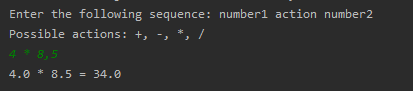 Enter the following sequence: number1 action number2
Possible actions: +, -, *, /
4 * 8,5
4.0 * 8.5 = 34.0